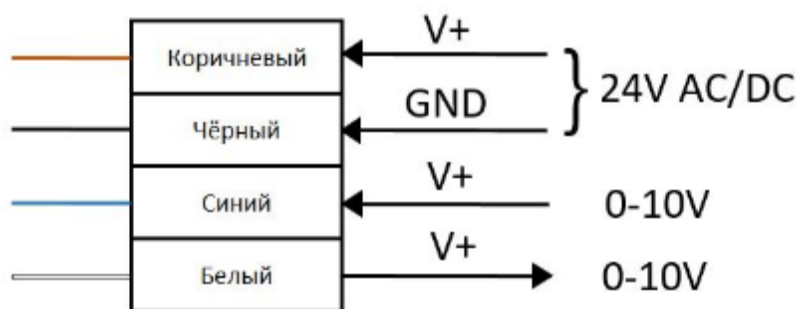 Коричневый V+
Чёрный GND
24V AC/DC
Синий V+ 0-10V
Белый V+ 0-10V